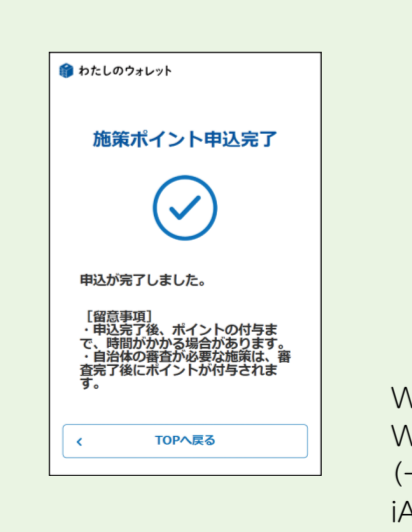 わたしのウォレット
施策ポイント申込完了
申込が完了しました。
［留意事項］
・申込完了後、ポイントの付与ま
で、時間がかかる場合があります。
・自治体の審査が必要な施策は、審
査完了後にポイントが付与されま
す。
TOPへ戻る
W
W
(-
iA